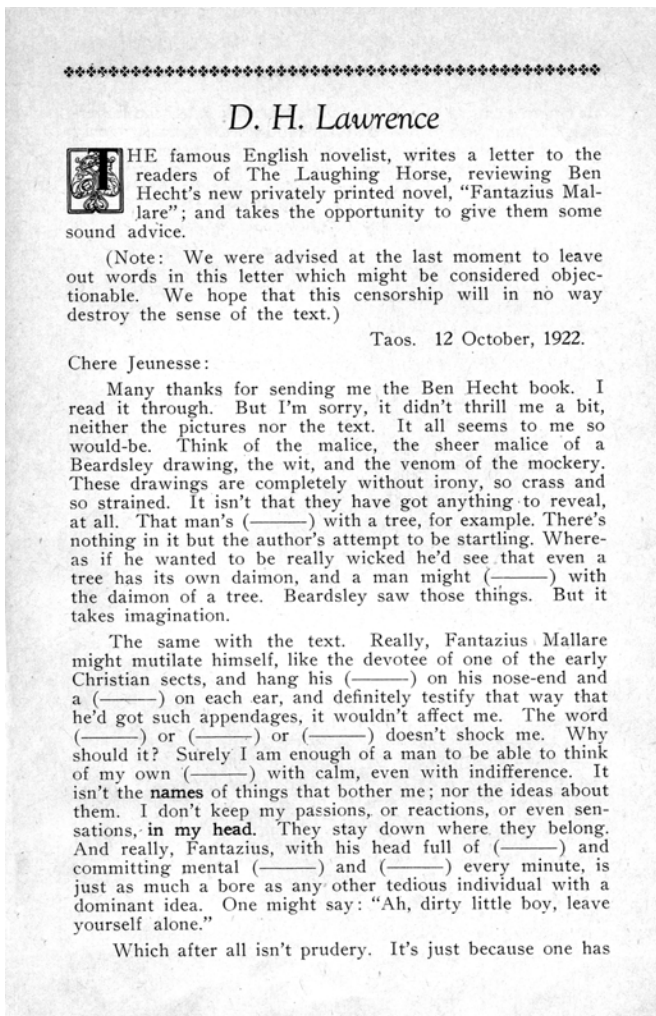 D. H. Lawrence
THE famous English novelist, writes a letter to the
readers of The Laughing Horse, reviewing Ben
Hecht's new privately printed novel, "Fantazius Mal-
lare"; and takes the opportunity to give them some
sound advice.
(Note: We were advised at the last moment to leave
out words in this letter which might be considered objec-
tionable. We hope that this censorship will in no way
destroy the sense of the text.)
Taos. 12 October, 1922.
Chere Jeunesse:
Many thanks for sending me the Ben Hecht book. I
read it through. But I'm sorry, it didn't thrill me a bit,
neither the pictures nor the text. It all seems to me so
would-be. Think of the malice, the sheer malice of a
Beardsley drawing, the wit, and the venom of the mockery.
These drawings are completely without irony, so crass and
so strained. It isn't that they have got anything to reveal,
at all. That man's (———) with a tree, for example. There's
nothing in it but the author's attempt to be startling. Where-
as if he wanted to be really wicked he'd see that even a
tree has its own daimon, and a man might (———) with
the daimon of a tree. Beardsley saw those things. But it
takes imagination.
The same with the text. Really, Fantazius Mallare
might mutilate himself, like the devotee of one of the early
Christian sects, and hang his (———) on his nose-end and
a (———) on each ear, and definitely testify that way that
he'd got such appendages, it wouldn't affect me. The word
(———) or (———) or (———) doesn't shock me. Why
should it? Surely I am enough of a man to be able to think
of my own (———) with calm, even with indifference. It
isn't the names of things that bother me; nor the ideas about
them. I don't keep my passions, or reactions, or even sen-
sations, in my head. They stay down where they belong.
And really, Fantazius, with his head full of (———) and
committing mental (———) and (———) every minute, is
just as much a bore as any other tedious individual with a
dominant idea. One might say: "Ah, dirty little boy, leave
yourself alone."
Which after all isn't prudery. It's just because one has